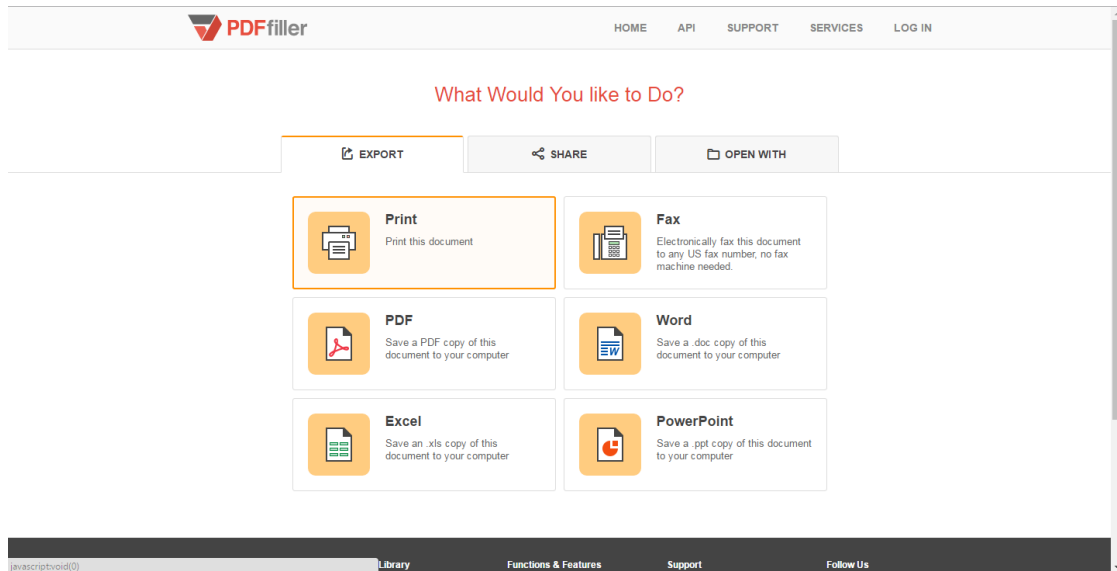 PDFfiller
HOME API SUPPORT SERVICES LOG IN
What Would You like to Do?
EXPORT SHARE OPEN WITH
Print
Print this document
Fax
Electronically fax this document
to any US fax number, no fax
machine needed.
PDF
Save a PDF copy of this
document to your computer
W
Word
Save a .doc copy of this
document to your computer
Excel
Save an .xls copy of this
document to your computer
PowerPoint
Save a .ppt copy of this document
to your computer
javascript:void(0)
Library Functions & Features Support Follow Us